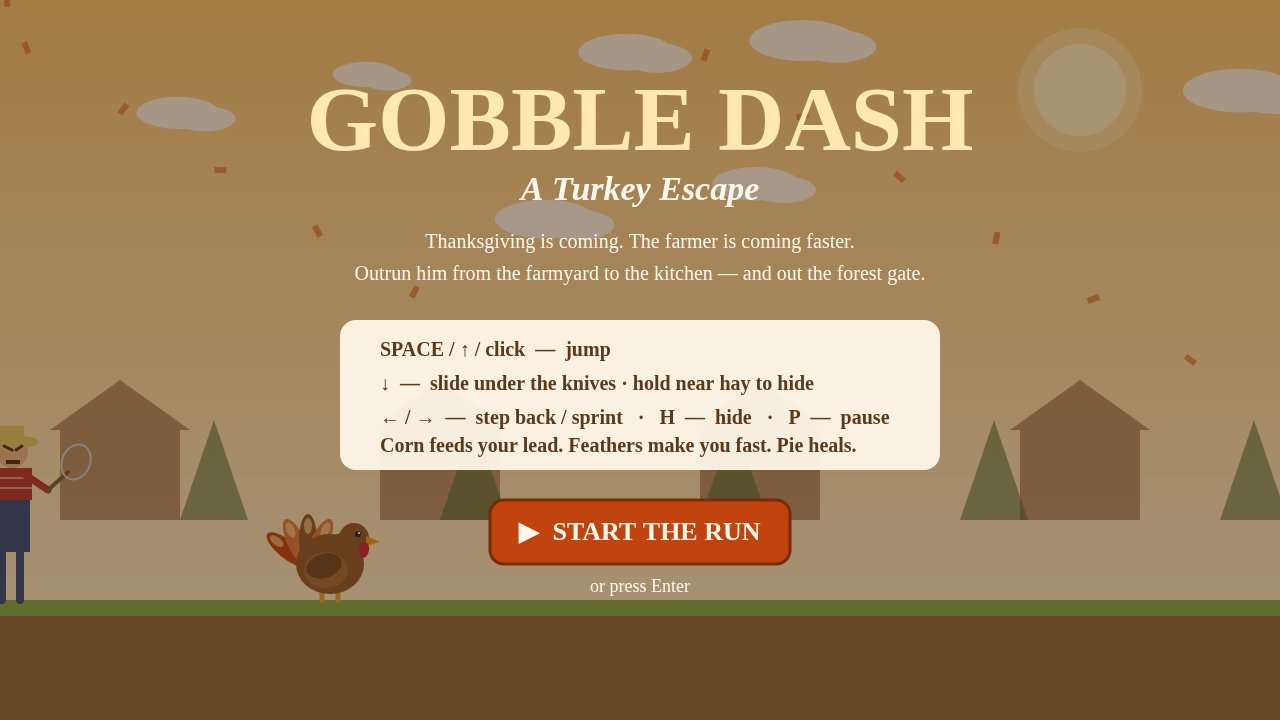 GOBBLE DASH
A Turkey Escape
Thanksgiving is coming. The farmer is coming faster.
Outrun him from the farmyard to the kitchen — and out the forest gate.
SPACE / ↑ / click — jump
↓ — slide under the knives · hold near hay to hide
← / → — step back / sprint · H — hide · P — pause
Corn feeds your lead. Feathers make you fast. Pie heals.
▶ START THE RUN
or press Enter